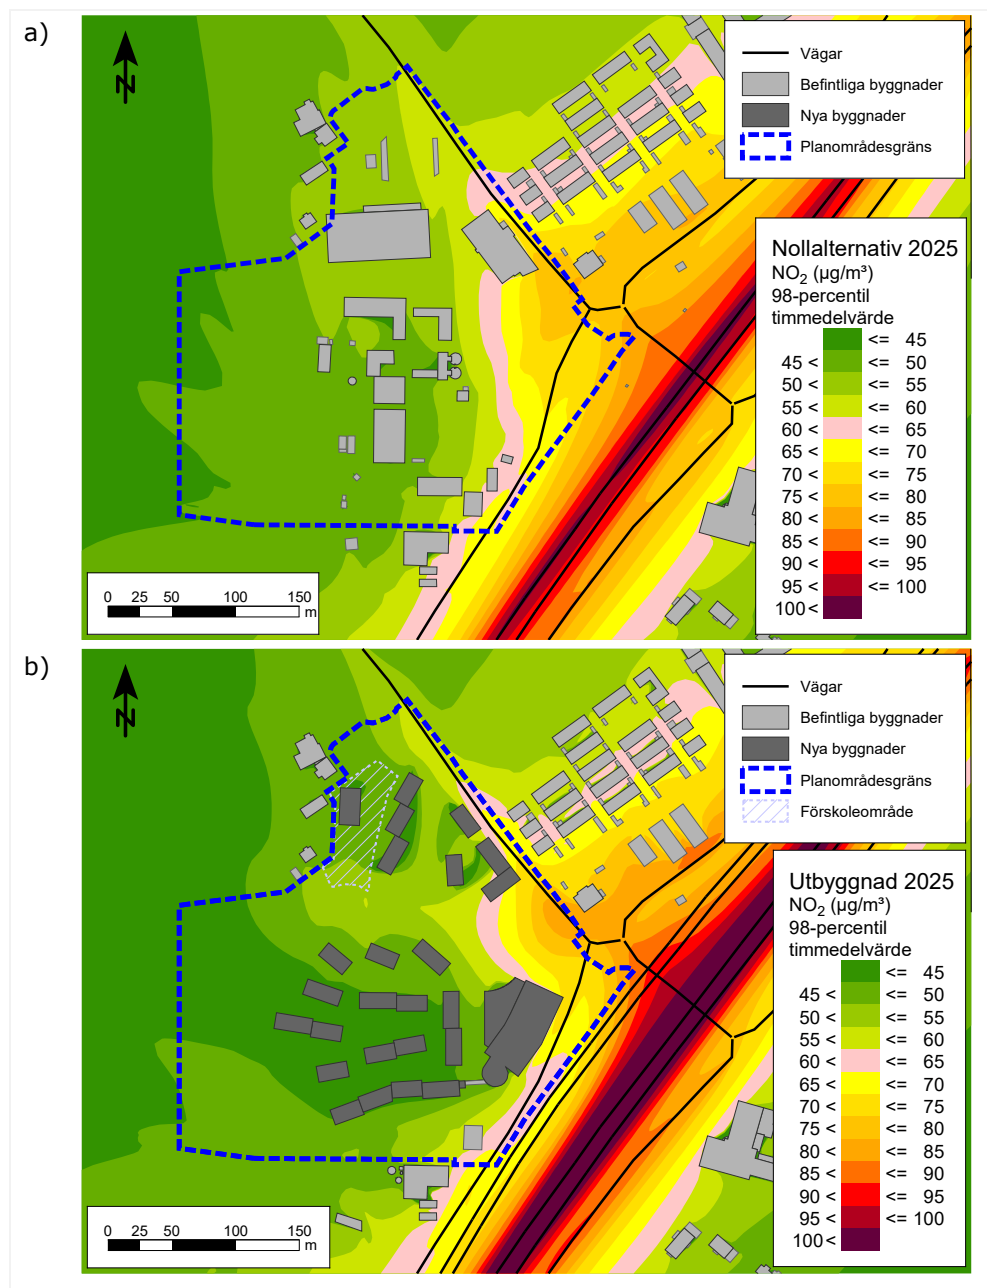 a)
N
Vägar
Befintliga byggnader
Nya byggnader
Planområdesgräns
Nollalternativ 2025
NO2 (µg/m³)
98-percentil
timmedelvärde
<= 45
45 < <= 50
50 < <= 55
55 < <= 60
60 < <= 65
65 < <= 70
70 < <= 75
75 < <= 80
80 < <= 85
85 < <= 90
90 < <= 95
95 < <= 100
100 <
0 25 50 100 150
m
b)
N
Vägar
Befintliga byggnader
Nya byggnader
Planområdesgräns
Förskoleområde
Utbyggnad 2025
NO2 (µg/m³)
98-percentil
timmedelvärde
<= 45
45 < <= 50
50 < <= 55
55 < <= 60
60 < <= 65
65 < <= 70
70 < <= 75
75 < <= 80
80 < <= 85
85 < <= 90
90 < <= 95
95 < <= 100
100 <
0 25 50 100 150
m